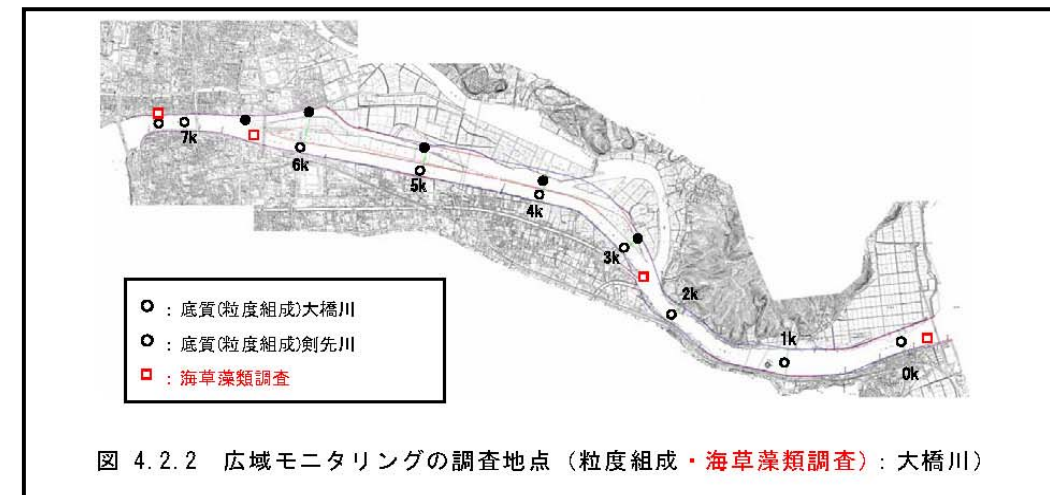 7k
6k
5k
4k
3k
2k
1k
0k
○ : 底質(粒度組成)大橋川
○ : 底質(粒度組成)剣先川
□ : 海草藻類調査
図 4.2.2 広域モニタリングの調査地点（粒度組成・海草藻類調査）: 大橋川）